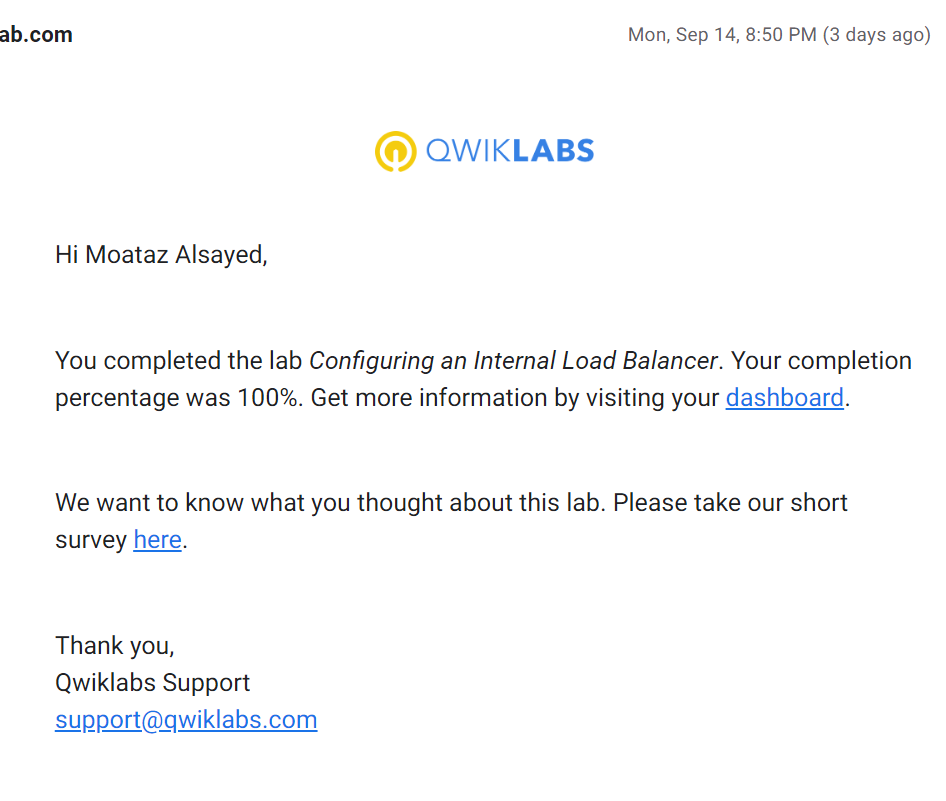 ab.com
Mon, Sep 14, 8:50 PM (3 days ago)
QWIKLABS
Hi Moataz Alsayed,
You completed the lab Configuring an Internal Load Balancer. Your completion
percentage was 100%. Get more information by visiting your dashboard.
We want to know what you thought about this lab. Please take our short
survey here.
Thank you,
Qwiklabs Support
support@qwiklabs.com